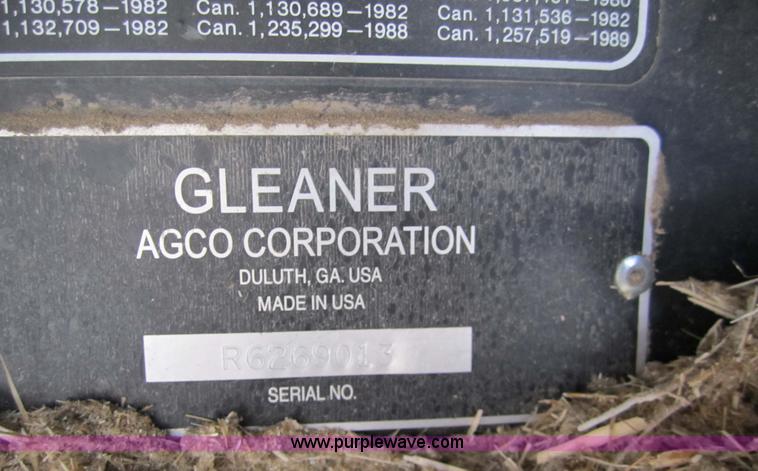 1,130,578–1982 Can. 1,130,689–1982 Can. 1,131,536–1982
1,132,709–1982 Can. 1,235,299–1988 Can. 1,257,519–1989
GLEANER
AGCO CORPORATION
DULUTH, GA. USA
MADE IN USA
R6269013
SERIAL NO.
www.purplewave.com